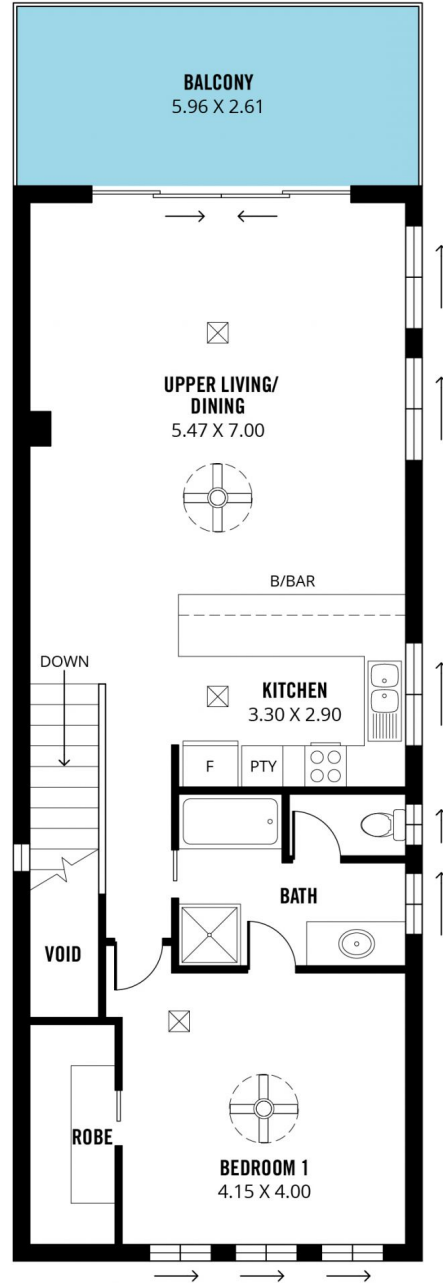 BALCONY
5.96 X 2.61
UPPER LIVING/
DINING
5.47 X 7.00
B/BAR
DOWN
KITCHEN
3.30 X 2.90
F
PTY
BATH
VOID
ROBE
BEDROOM 1
4.15 X 4.00